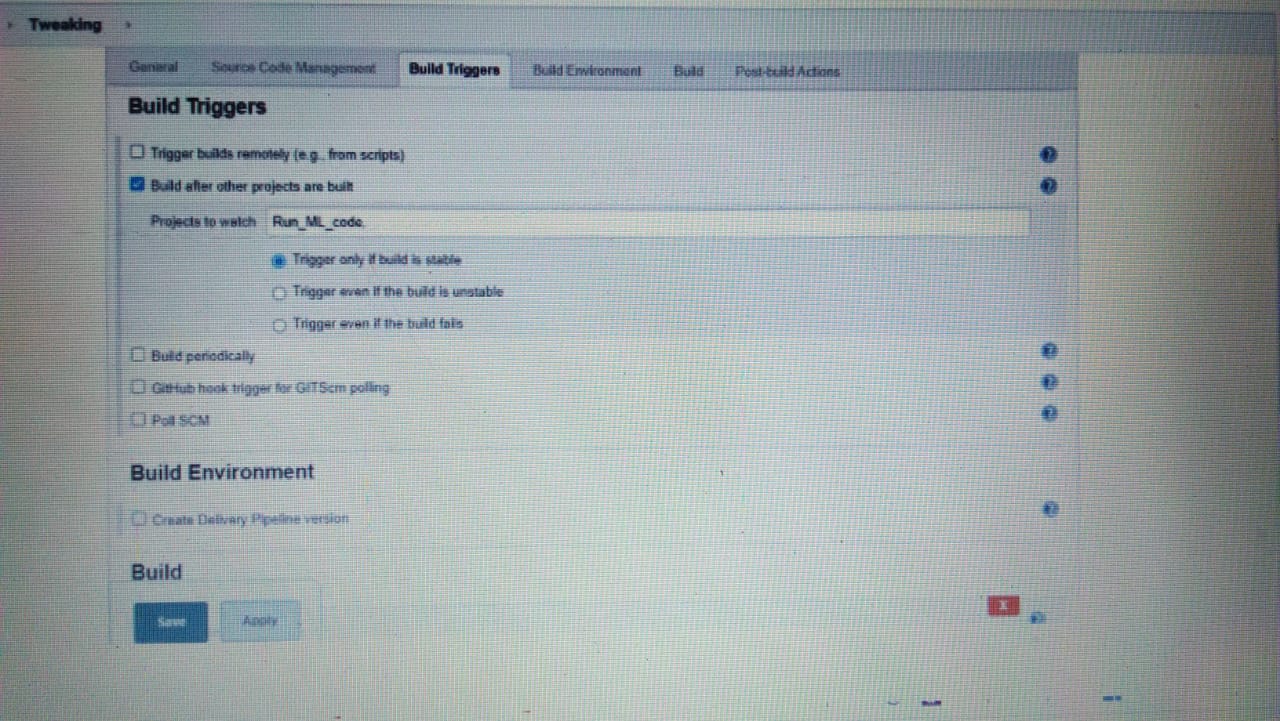 Tweaking
General Source Code Management Build Triggers Build Environment Build Post-build Actions
Build Triggers
Trigger builds remotely (e.g., from scripts)
Build after other projects are built
Projects to watch Run_ML_code,
Trigger only if build is stable
Trigger even if the build is unstable
Trigger even if the build fails
Build periodically
GitHub hook trigger for GITScm polling
Poll SCM
Build Environment
Create Delivery Pipeline version
Build
X
Save Apply